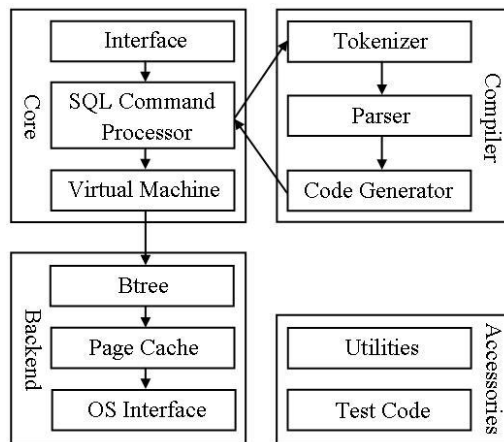 Core
Interface
SQL Command
Processor
Virtual Machine
Compiler
Tokenizer
Parser
Code Generator
Backend
Btree
Page Cache
OS Interface
Accessories
Utilities
Test Code